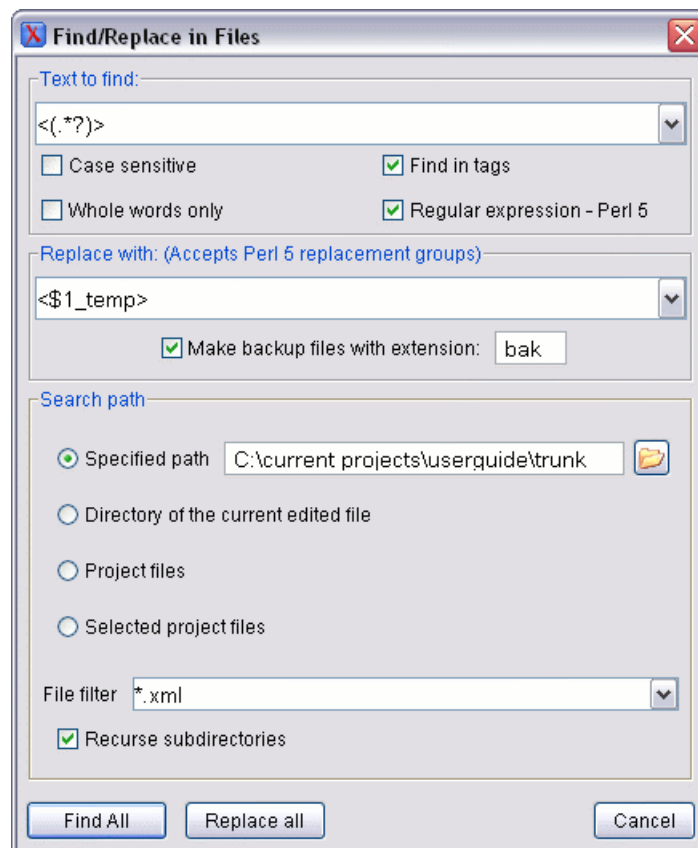 Find/Replace in Files
Text to find:
<(.*?)>
Case sensitive
Find in tags
Whole words only
Regular expression - Perl 5
Replace with: (Accepts Perl 5 replacement groups)
<$1_temp>
Make backup files with extension: bak
Search path
Specified path C:\current projects\userguide\trunk
Directory of the current edited file
Project files
Selected project files
File filter *.xml
Recurse subdirectories
Find All
Replace all
Cancel